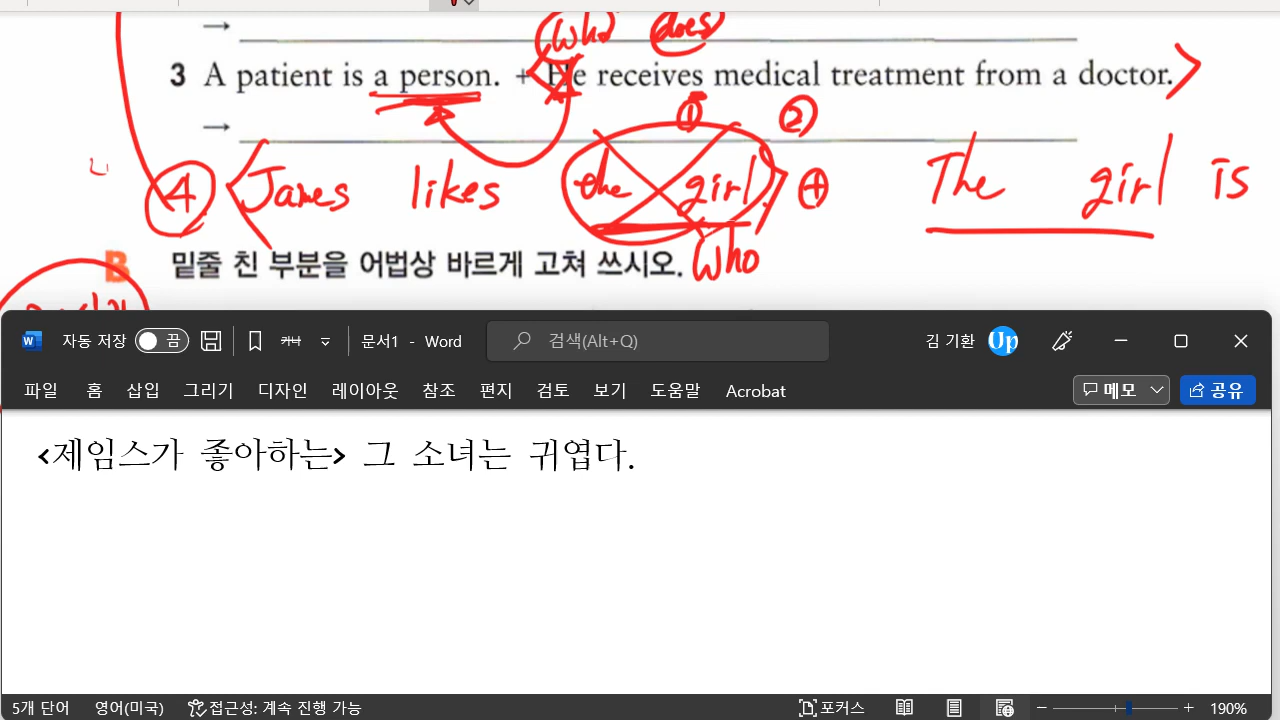 →
who does
3 A patient is a person. + He receives medical treatment from a doctor.
① ②
→
④ James likes the girl. + The girl is
who
B 밑줄 친 부분을 어법상 바르게 고쳐 쓰시오.
자동 저장 끔 문서1 - Word 검색(Alt+Q) 김 기환 Up
파일 홈 삽입 그리기 디자인 레이아웃 참조 편지 검토 보기 도움말 Acrobat 메모 공유
<제임스가 좋아하는> 그 소녀는 귀엽다.
5개 단어 영어(미국) 접근성: 계속 진행 가능 포커스 190%